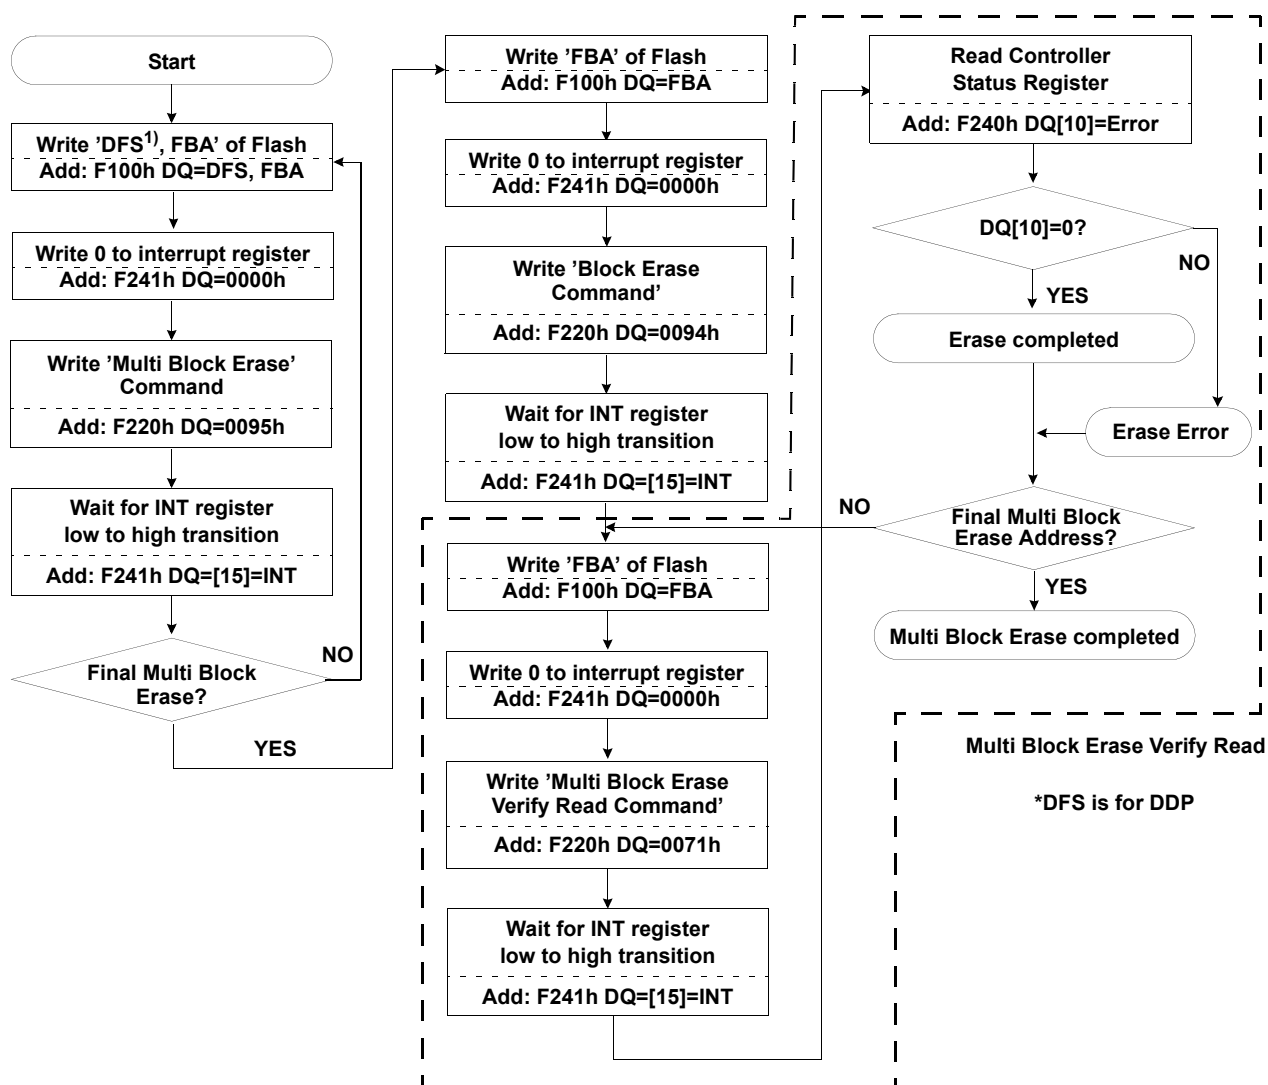 Start
Write ’DFS1), FBA’ of Flash
Add: F100h DQ=DFS, FBA
Write 0 to interrupt register
Add: F241h DQ=0000h
Write ’Multi Block Erase’
Command
Add: F220h DQ=0095h
Wait for INT register
low to high transition
Add: F241h DQ=[15]=INT
Final Multi Block
Erase?
NO
YES
Write ’FBA’ of Flash
Add: F100h DQ=FBA
Write 0 to interrupt register
Add: F241h DQ=0000h
Write ’Block Erase
Command’
Add: F220h DQ=0094h
Wait for INT register
low to high transition
Add: F241h DQ=[15]=INT
Write ’FBA’ of Flash
Add: F100h DQ=FBA
Write 0 to interrupt register
Add: F241h DQ=0000h
Write ’Multi Block Erase
Verify Read Command’
Add: F220h DQ=0071h
Wait for INT register
low to high transition
Add: F241h DQ=[15]=INT
Read Controller
Status Register
Add: F240h DQ[10]=Error
DQ[10]=0?
NO
YES
Erase completed
Erase Error
NO
Final Multi Block
Erase Address?
YES
Multi Block Erase completed
Multi Block Erase Verify Read
*DFS is for DDP